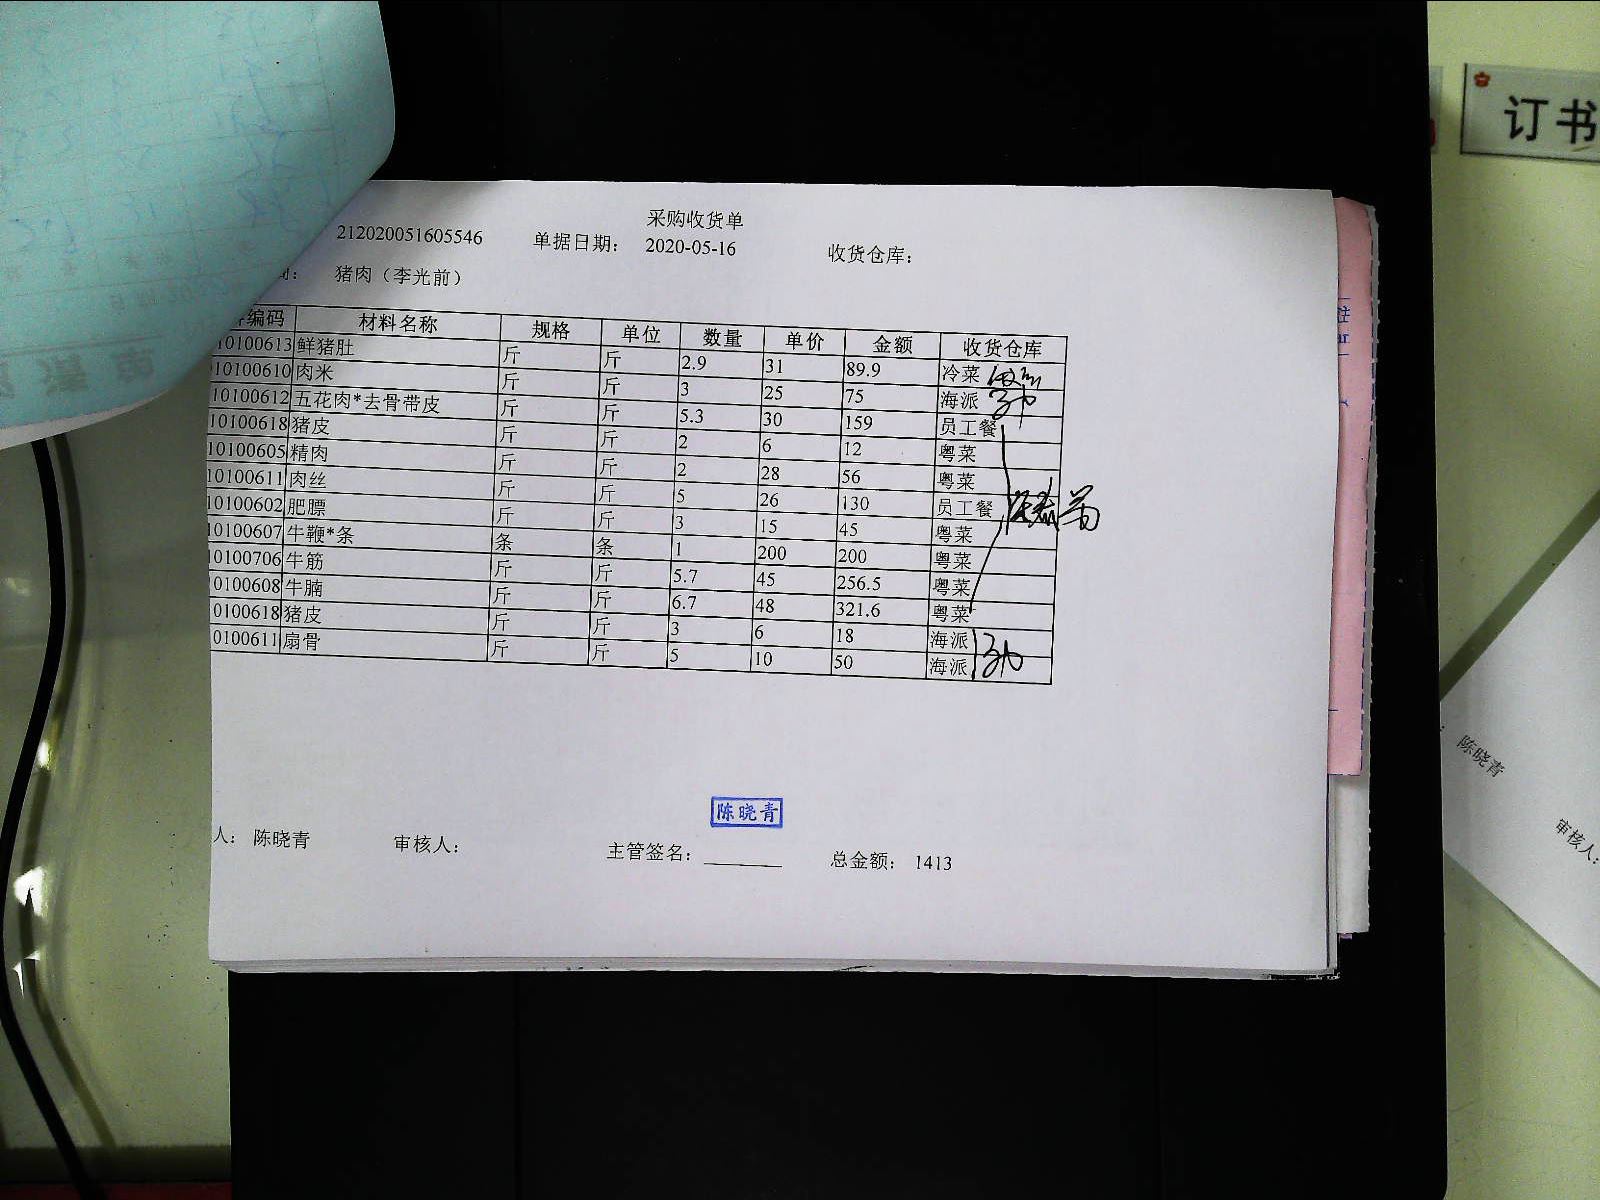 采购收货单
212020051605546 单据日期： 2020-05-16 收货仓库：
猪肉（李光前）
编码 材料名称 规格 单位 数量 单价 金额 收货仓库
10100613 鲜猪肚 斤 斤 2.9 31 89.9 冷菜
10100610 肉米 斤 斤 3 25 75 海派
10100612 五花肉*去骨带皮 斤 斤 5.3 30 159 员工餐
10100618 猪皮 斤 斤 2 6 12 粤菜
10100605 精肉 斤 斤 2 28 56 粤菜
10100611 肉丝 斤 斤 5 26 130 员工餐
10100602 肥膘 斤 斤 3 15 45 粤菜
10100607 牛鞭*条 条 条 1 200 200 粤菜
10100706 牛筋 斤 斤 5.7 45 256.5 粤菜
0100608 牛腩 斤 斤 6.7 48 321.6 粤菜
0100618 猪皮 斤 斤 3 6 18 海派
0100611 扇骨 斤 斤 5 10 50 海派
陈晓青
人： 陈晓青 审核人： 主管签名： 总金额： 1413
订书
陈晓青
审核人：